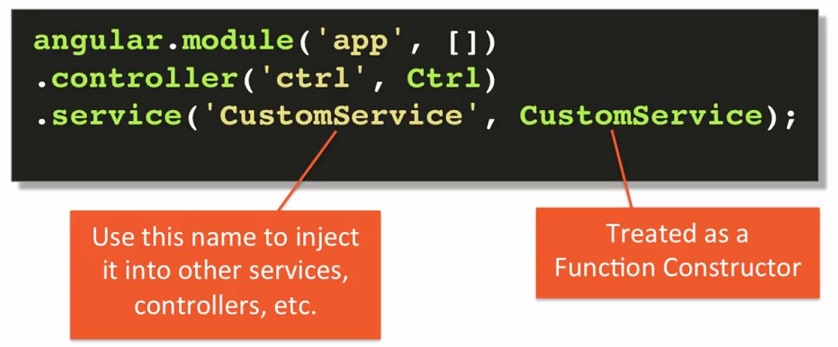 angular.module('app', [])
.controller('ctrl', Ctrl)
.service('CustomService', CustomService);
Use this name to inject
it into other services,
controllers, etc.
Treated as a
Function Constructor